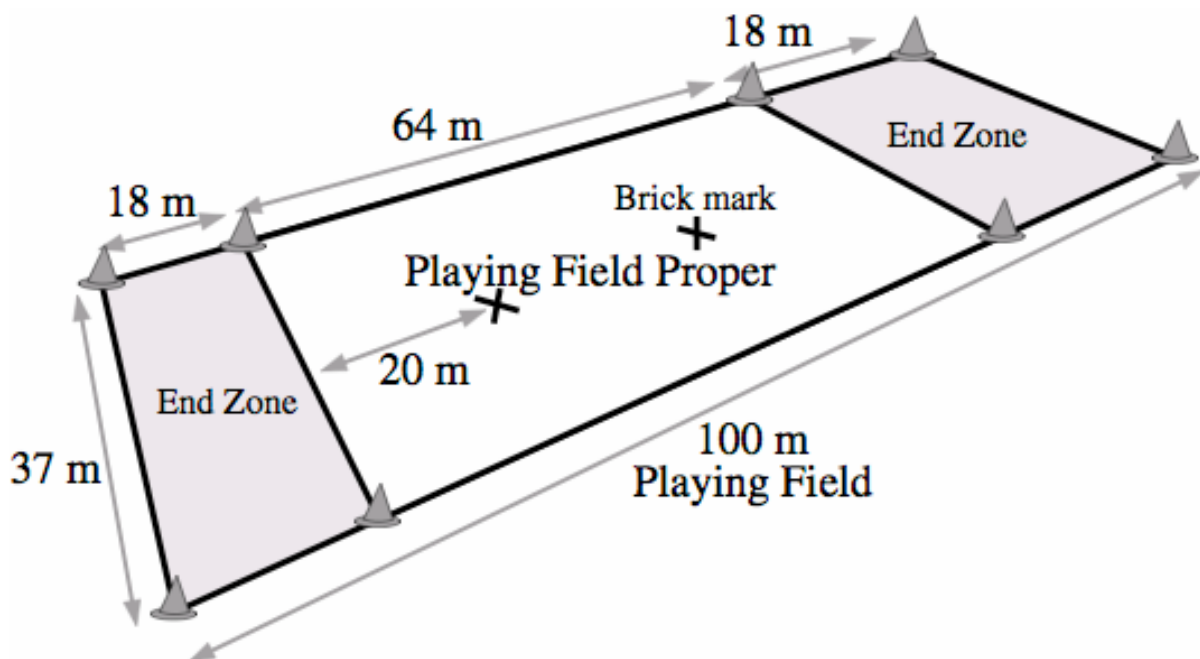 18 m
64 m
End Zone
18 m
Brick mark
Playing Field Proper
20 m
End Zone
100 m
37 m
Playing Field